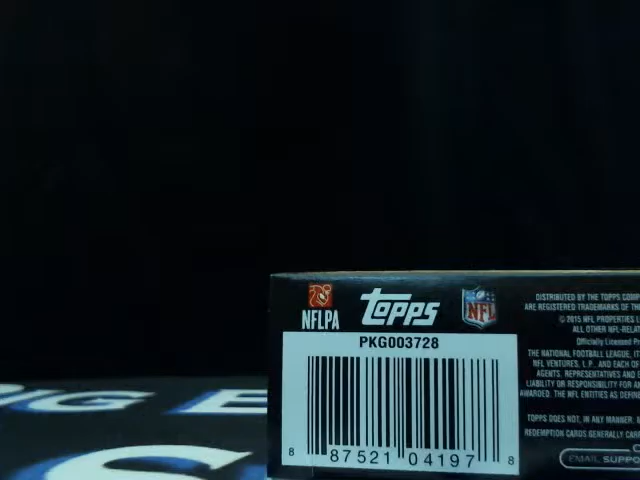 NFLPA
Topps
NFL
PKG003728
8 87521 04197 8
DISTRIBUTED BY THE TOPPS COMP
ARE REGISTERED TRADEMARKS OF TH
© 2015 NFL PROPERTIES L
ALL OTHER NFL-RELAT
Officially Licensed Pr
THE NATIONAL FOOTBALL LEAGUE, IT
NFL VENTURES, L.P. AND EACH OF
AGENTS, REPRESENTATIVES AND E
LIABILITY OR RESPONSIBILITY FOR AN
AWARDED. THE NFL ENTITIES AS DEFINE
TOPPS DOES NOT, IN ANY MANNER,
REDEMPTION CARDS GENERALLY CARR
EMAIL SUPPO
IG E